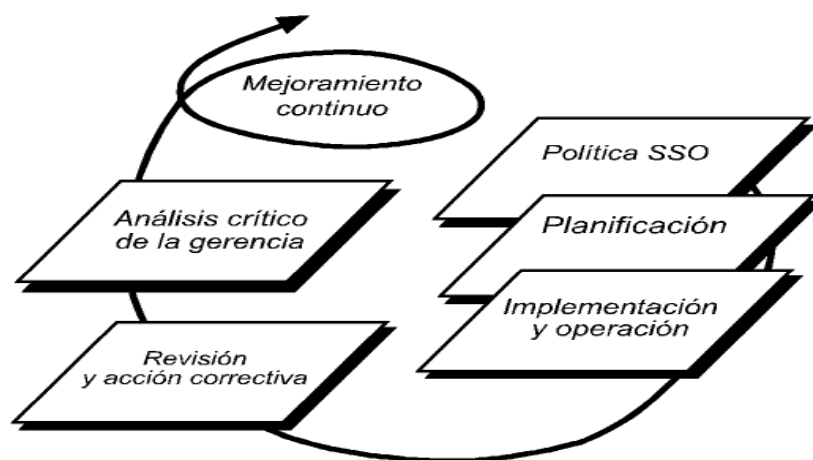 Mejoramiento
continuo
Política SSO
Planificación
Implementación
y operación
Análisis crítico
de la gerencia
Revisión
y acción correctiva